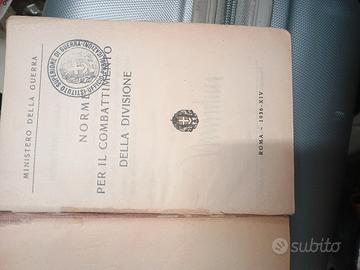 MINISTERO DELLA GUERRA
NORME
PER IL COMBATTIMENTO
DELLA DIVISIONE
ROMA - 1936-XIV
subito